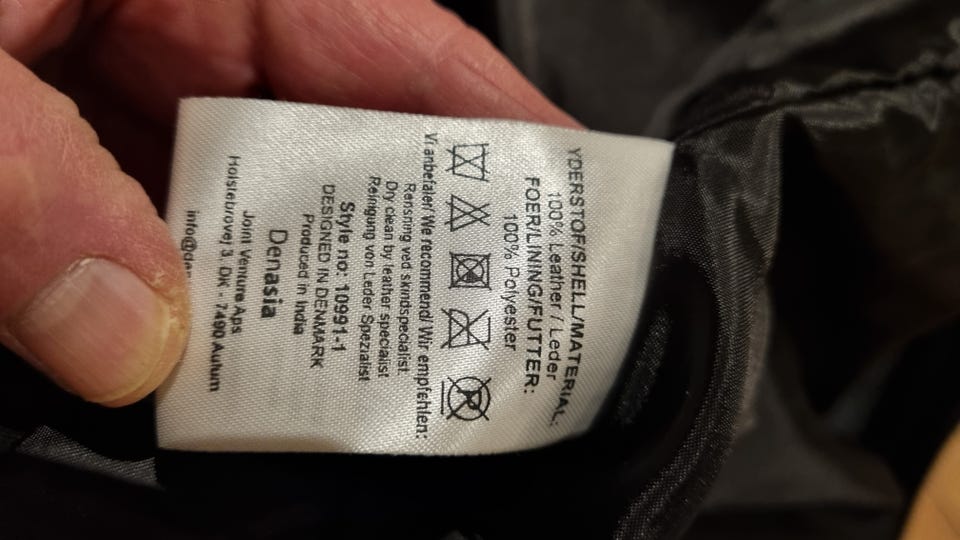 YDERSTOF/SHELL/MATERIAL:
100% Leather / Leder
FOER/LINING/FUTTER:
100% Polyester
P
Vi anbefaler/ We recommend/ Wir empfehlen:
Rensning ved skindspecialist
Dry clean by leather specialist
Reinigung von Leder Spezialist
Style no: 10991-1
DESIGNED IN DENMARK
Produced in India
Denasia
Joint Venture Aps
Holstebrovej 3. DK - 7490 Aulum